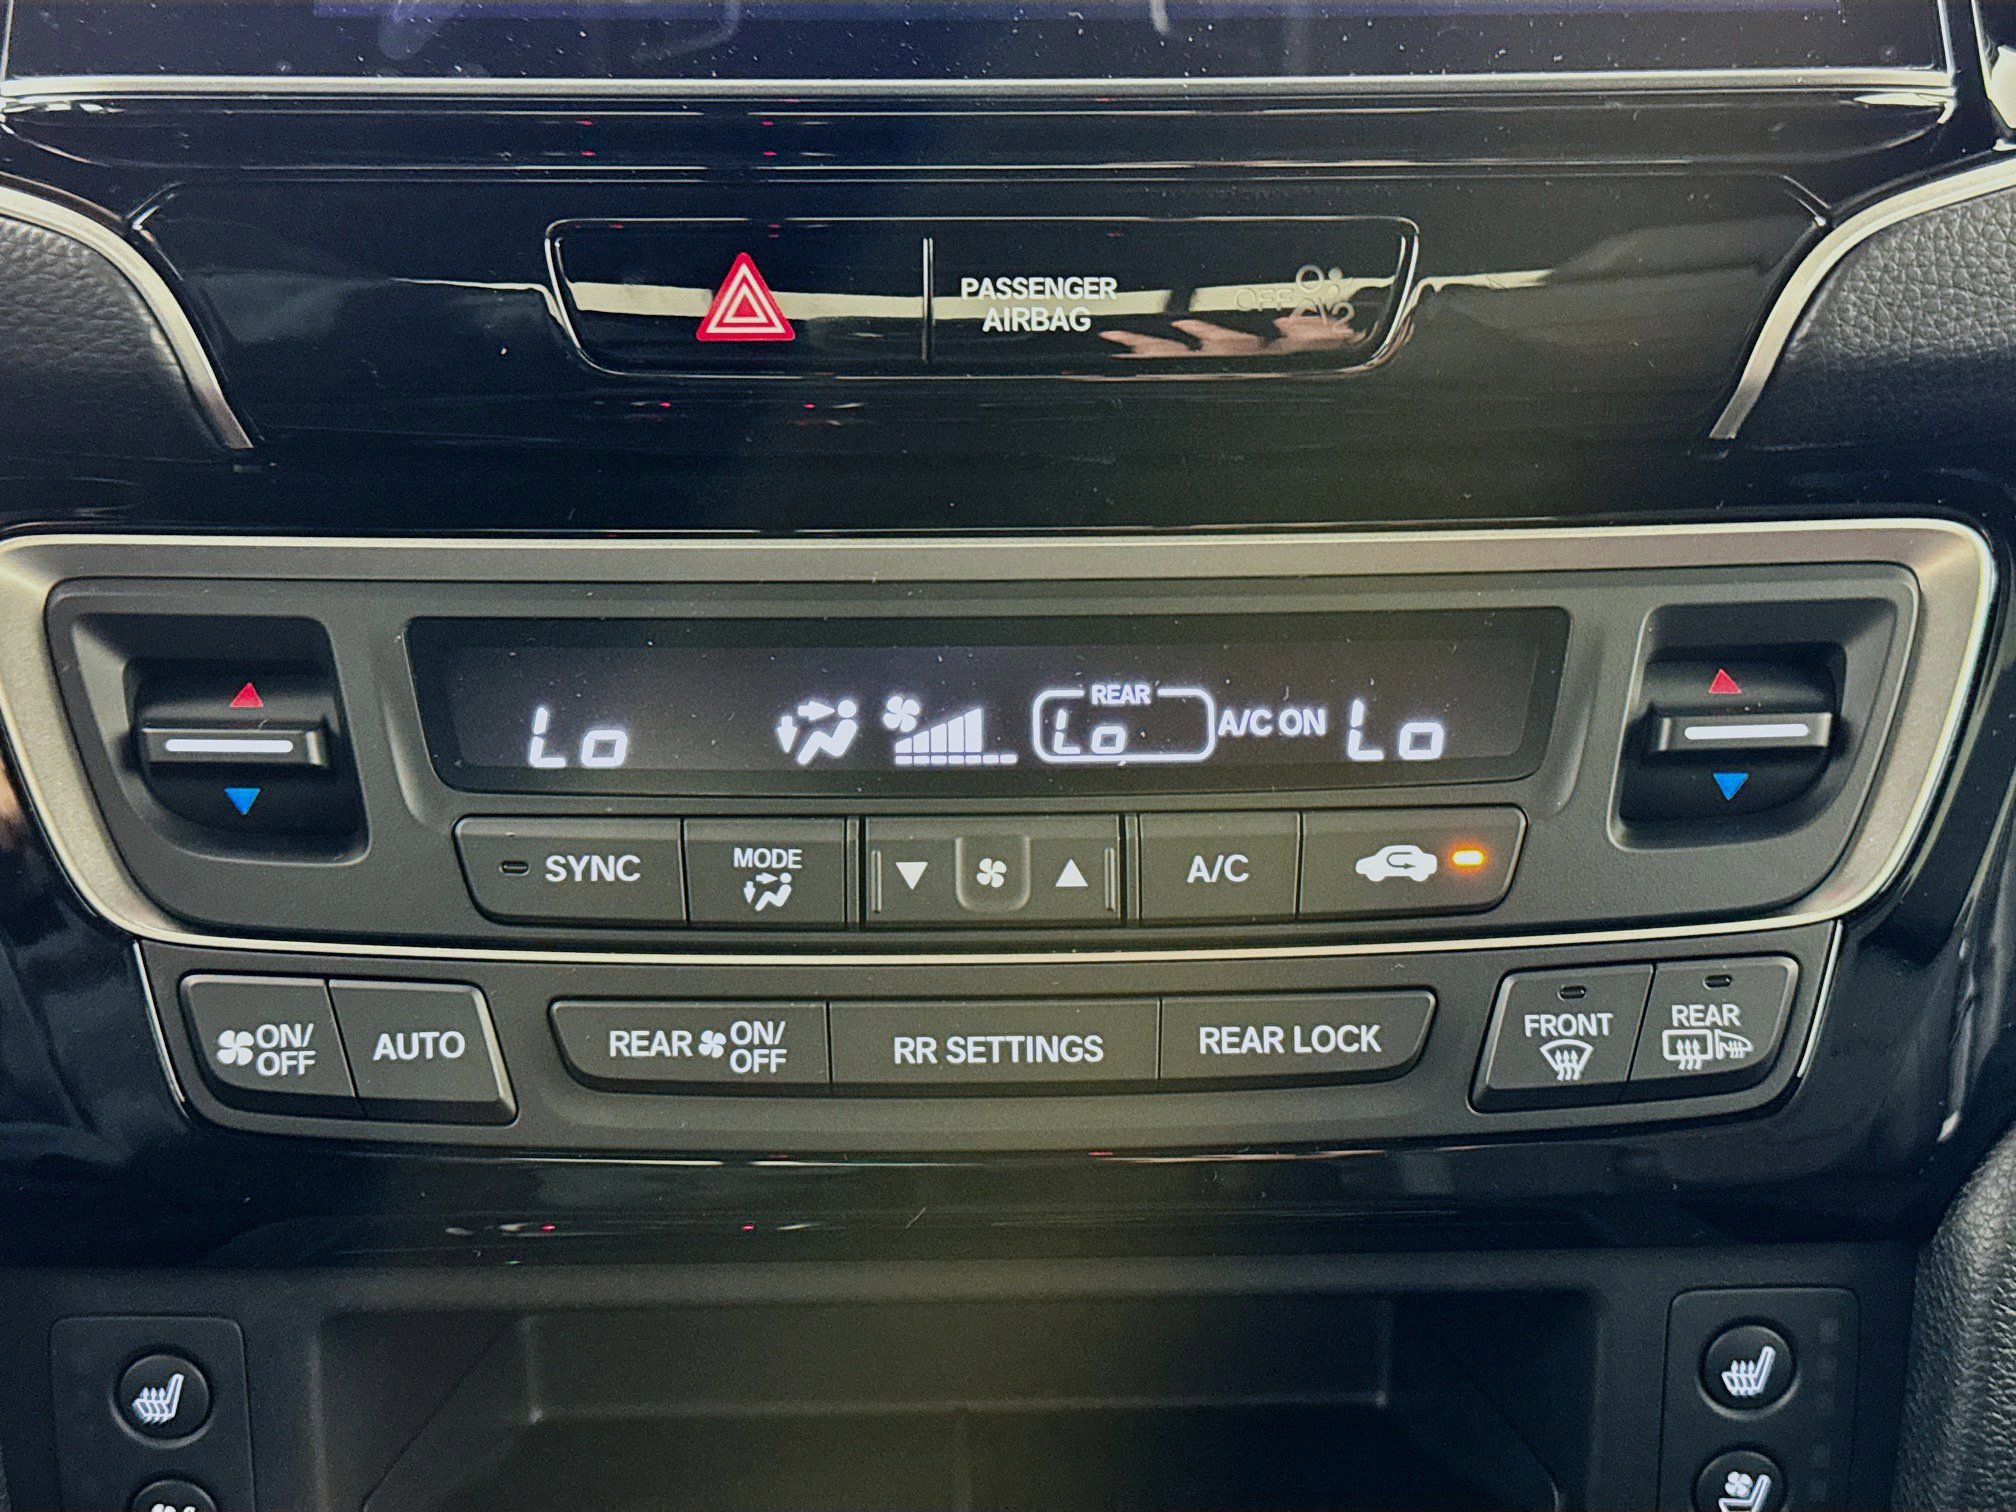 PASSENGER
AIRBAG
OFF
2
REAR
Lo
Lo
A/C ON
Lo
SYNC
MODE
A/C
ON/
OFF
AUTO
REAR
ON/
OFF
RR SETTINGS
REAR LOCK
FRONT
REAR